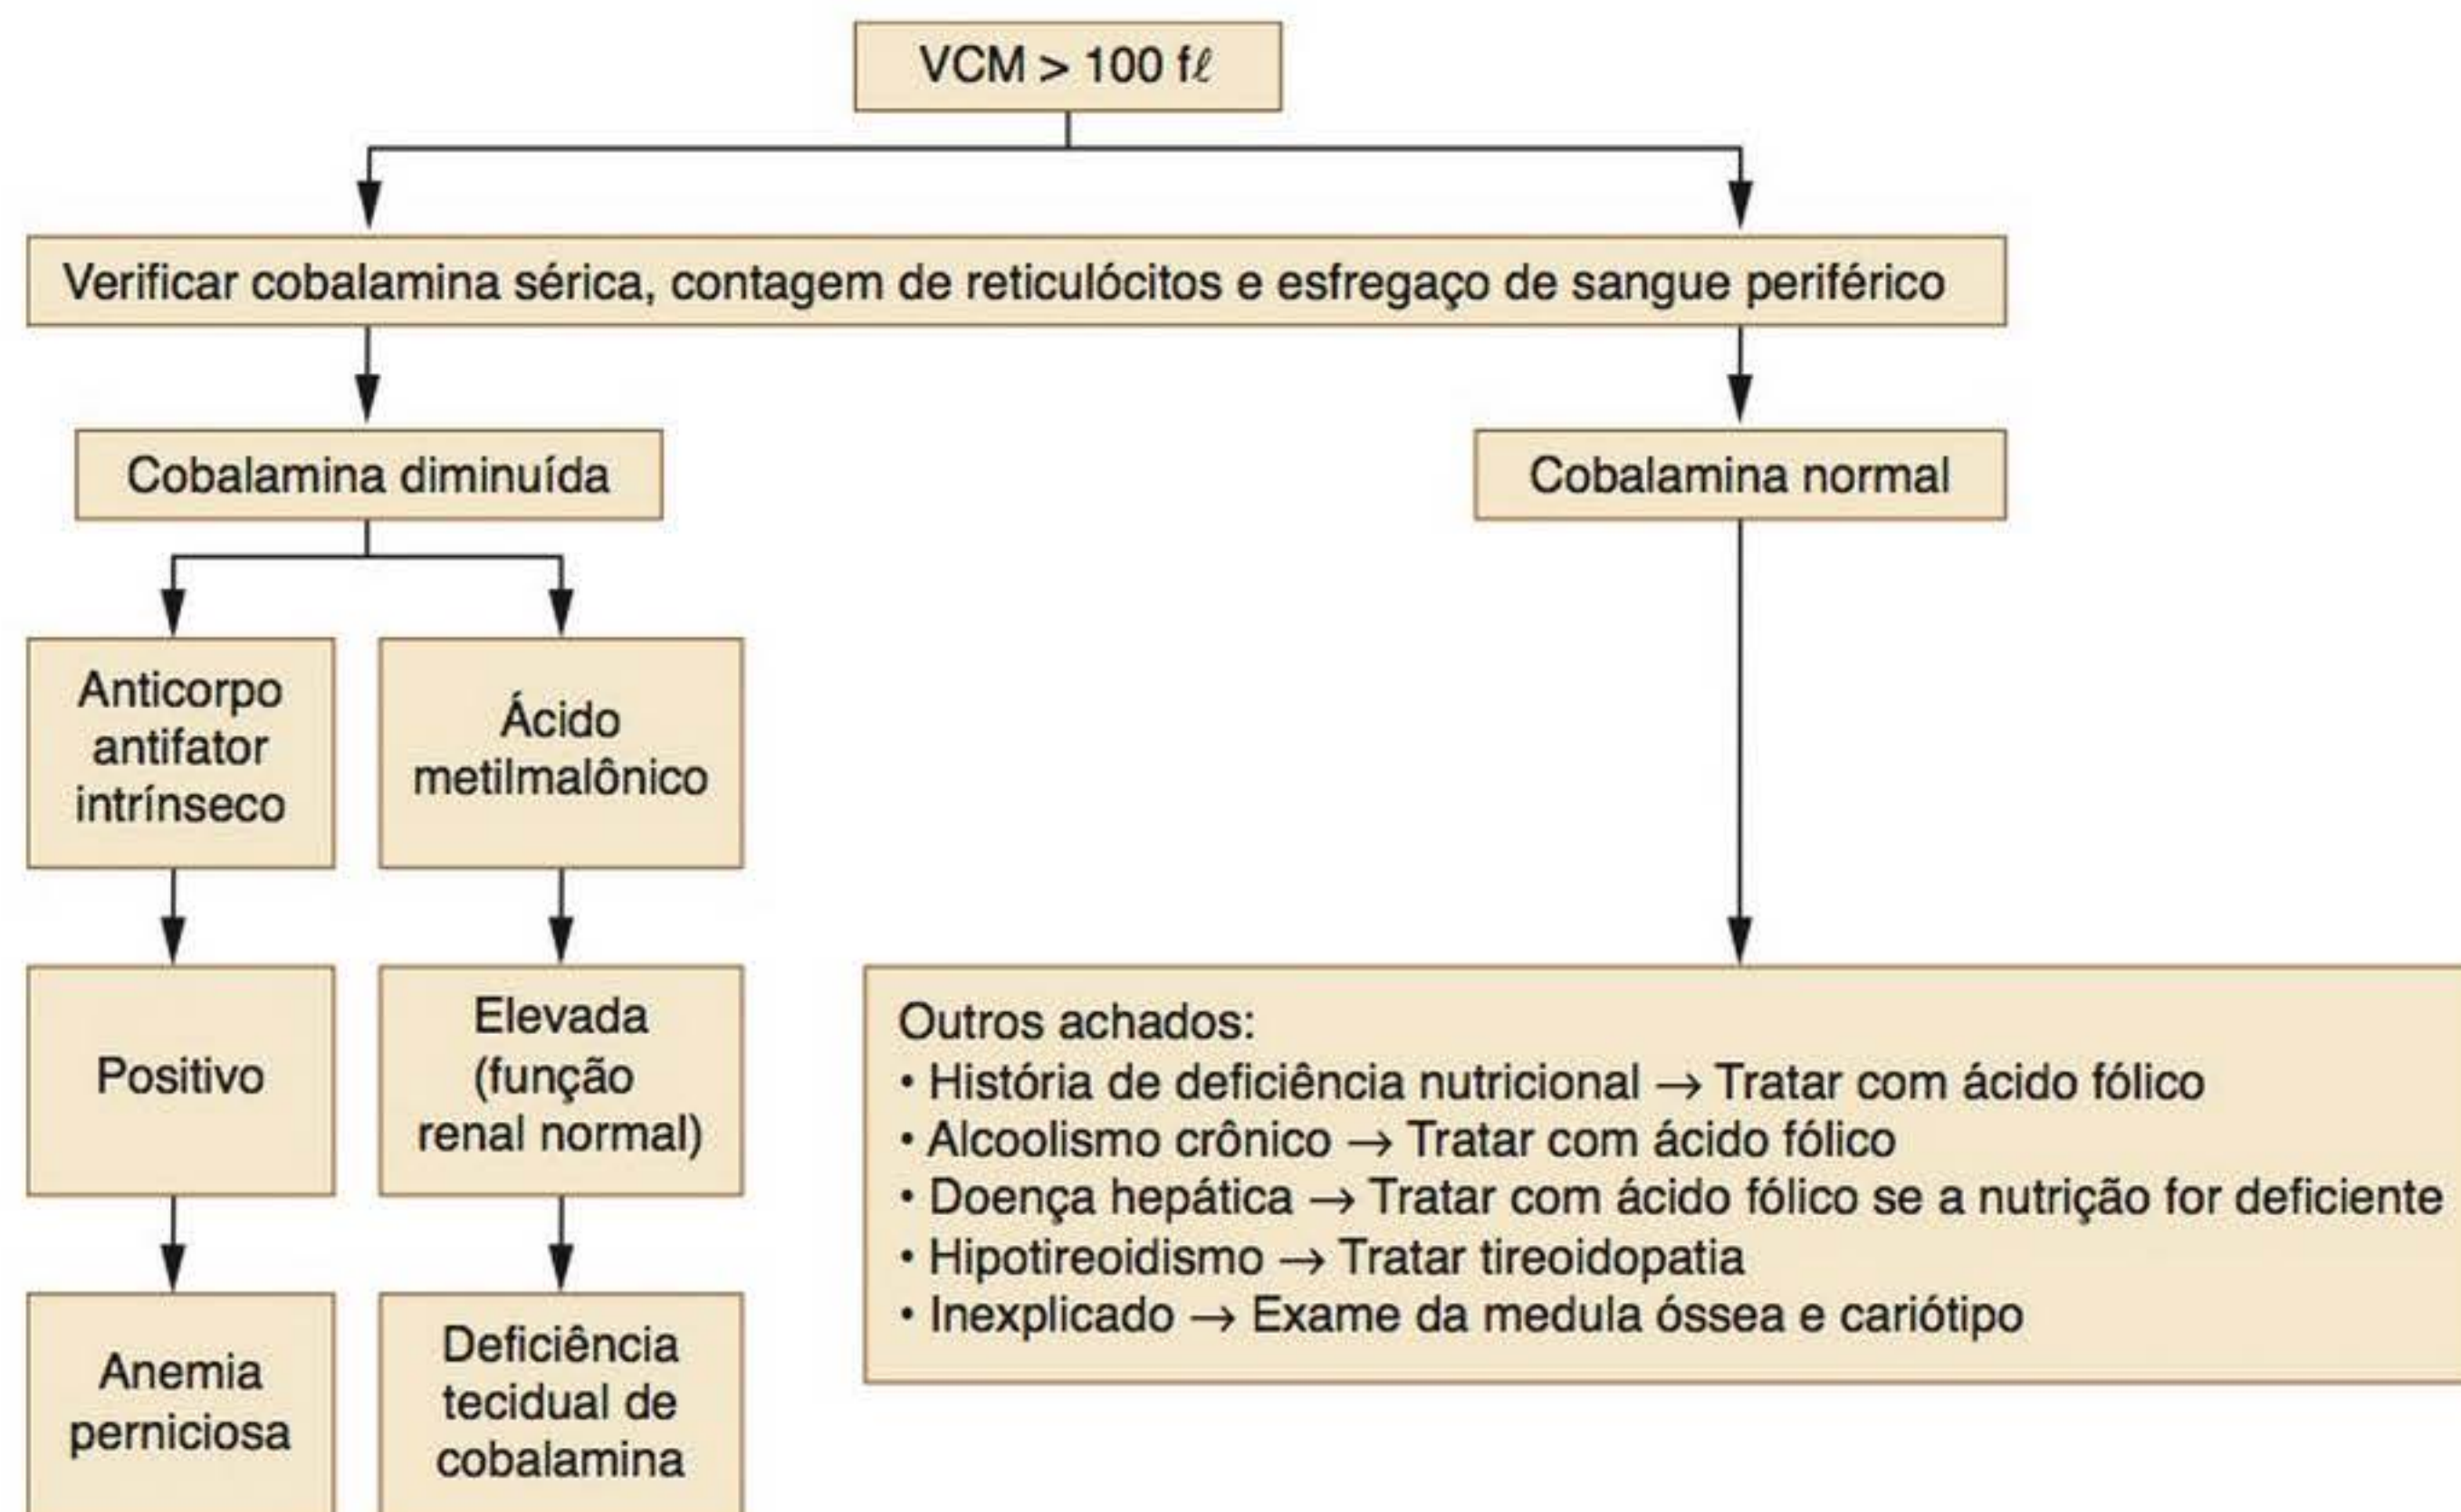 VCM > 100 fℓ
Verificar cobalamina sérica, contagem de reticulócitos e esfregaço de sangue periférico
Cobalamina diminuída
Cobalamina normal
Anticorpo
antifator
intrínseco
Ácido
metilmalônico
Positivo
Elevada
(função
renal normal)
Anemia
perniciosa
Deficiência
tecidual de
cobalamina
Outros achados:
• História de deficiência nutricional → Tratar com ácido fólico
• Alcoolismo crônico → Tratar com ácido fólico
• Doença hepática → Tratar com ácido fólico se a nutrição for deficiente
• Hipotireoidismo → Tratar tireoidopatia
• Inexplicado → Exame da medula óssea e cariótipo